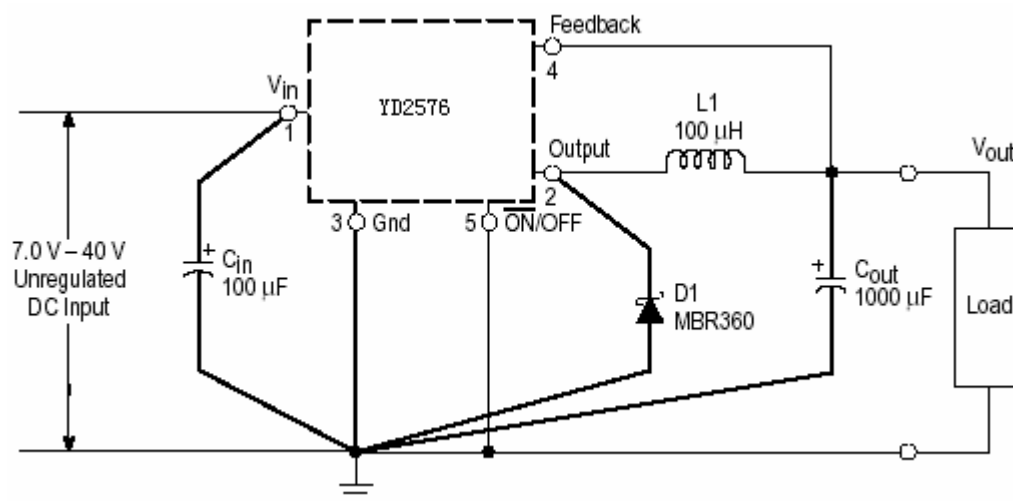 Feedback
4
Vin
1
YD2576
L1
100 µH
Output
2
Vout
3 Gnd
5 ON/OFF
7.0 V – 40 V
Unregulated
DC Input
+
Cin
100 µF
D1
MBR360
+
Cout
1000 µF
Load